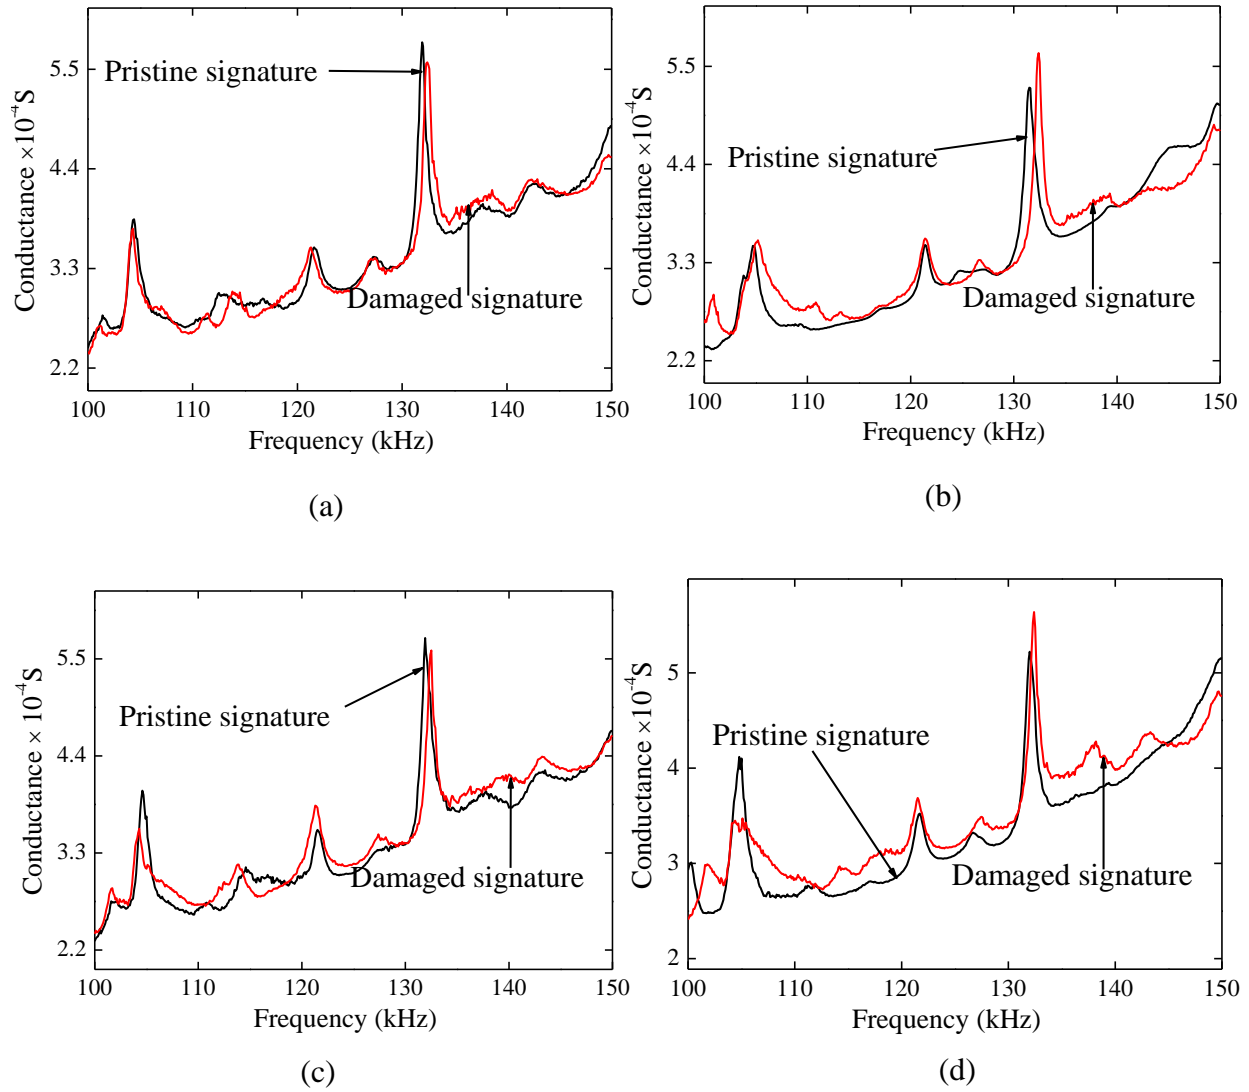 Conductance ×10⁻⁴S
5.5
4.4
3.3
2.2
Pristine signature
Damaged signature
100 110 120 130 140 150
Frequency (kHz)
(a)
Conductance ×10⁻⁴S
5.5
4.4
3.3
2.2
Pristine signature
Damaged signature
100 110 120 130 140 150
Frequency (kHz)
(b)
Conductance × 10⁻⁴S
5.5
4.4
3.3
2.2
Pristine signature
Damaged signature
100 110 120 130 140 150
Frequency (kHz)
(c)
Conductance ×10⁻⁴S
5
4
3
2
Pristine signature
Damaged signature
100 110 120 130 140 150
Frequency (kHz)
(d)